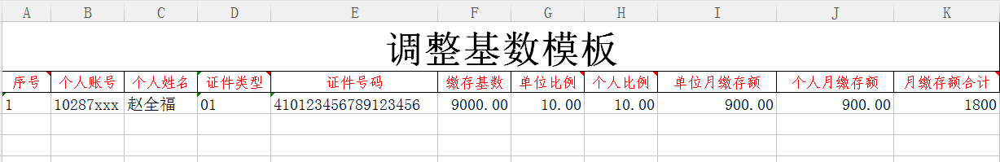 A B C D E F G H I J K
调整基数模板
序号 个人账号 个人姓名 证件类型 证件号码 缴存基数 单位比例 个人比例 单位月缴存额 个人月缴存额 月缴存额合计
1 10287xxx 赵全福 01 410123456789123456 9000.00 10.00 10.00 900.00 900.00 1800